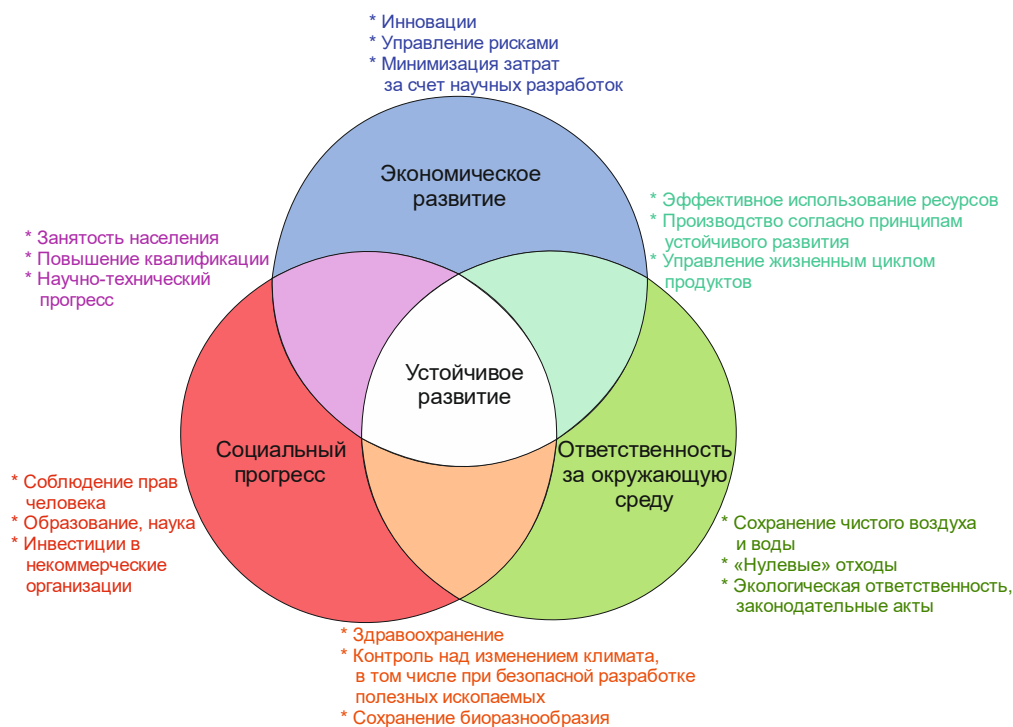 * Инновации
* Управление рисками
* Минимизация затрат
за счет научных разработок
Экономическое
развитие
* Эффективное использование ресурсов
* Производство согласно принципам
устойчивого развития
* Управление жизненным циклом
продуктов
* Занятость населения
* Повышение квалификации
* Научно-технический
прогресс
Устойчивое
развитие
Социальный
прогресс
Ответственность
за окружающую
среду
* Соблюдение прав
человека
* Образование, наука
* Инвестиции в
некоммерческие
организации
* Сохранение чистого воздуха
и воды
* «Нулевые» отходы
* Экологическая ответственность,
законодательные акты
* Здравоохранение
* Контроль над изменением климата,
в том числе при безопасной разработке
полезных ископаемых
* Сохранение биоразнообразия